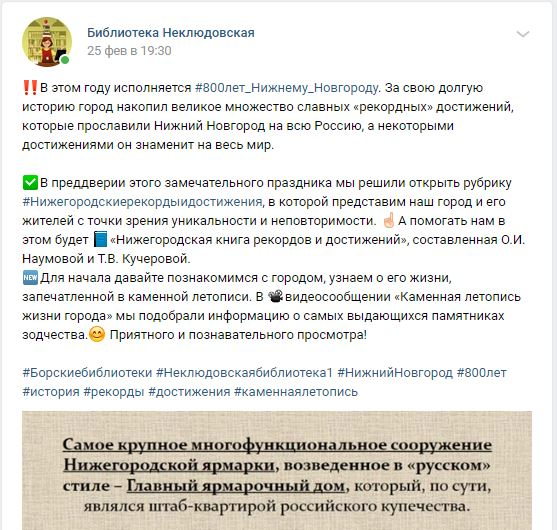 Библиотека Неклюдовская
25 фев в 19:30
‼В этом году исполняется #800лет_Нижнему_Новгороду. За свою долгую
историю город накопил великое множество славных «рекордных» достижений,
которые прославили Нижний Новгород на всю Россию, а некоторыми
достижениями он знаменит на весь мир.
✅В преддверии этого замечательного праздника мы решили открыть рубрику
#Нижегородскиерекордыидостижения, в которой представим наш город и его
жителей с точки зрения уникальности и неповторимости. ☝А помогать нам в
этом будет 📘«Нижегородская книга рекордов и достижений», составленная О.И.
Наумовой и Т.В. Кучеровой.
🆕Для начала давайте познакомимся с городом, узнаем о его жизни,
запечатленной в каменной летописи. В 📽видеосообщении «Каменная летопись
жизни города» мы подобрали информацию о самых выдающихся памятниках
зодчества.😊 Приятного и познавательного просмотра!
#Борскиебиблиотеки #Неклюдовскаябиблиотека1 #НижнийНовгород #800лет
#история #рекорды #достижения #каменнаялетопись
Самое крупное многофункциональное сооружение
Нижегородской ярмарки, возведенное в «русском»
стиле – Главный ярмарочный дом, который, по сути,
являлся штаб-квартирой российского купечества.